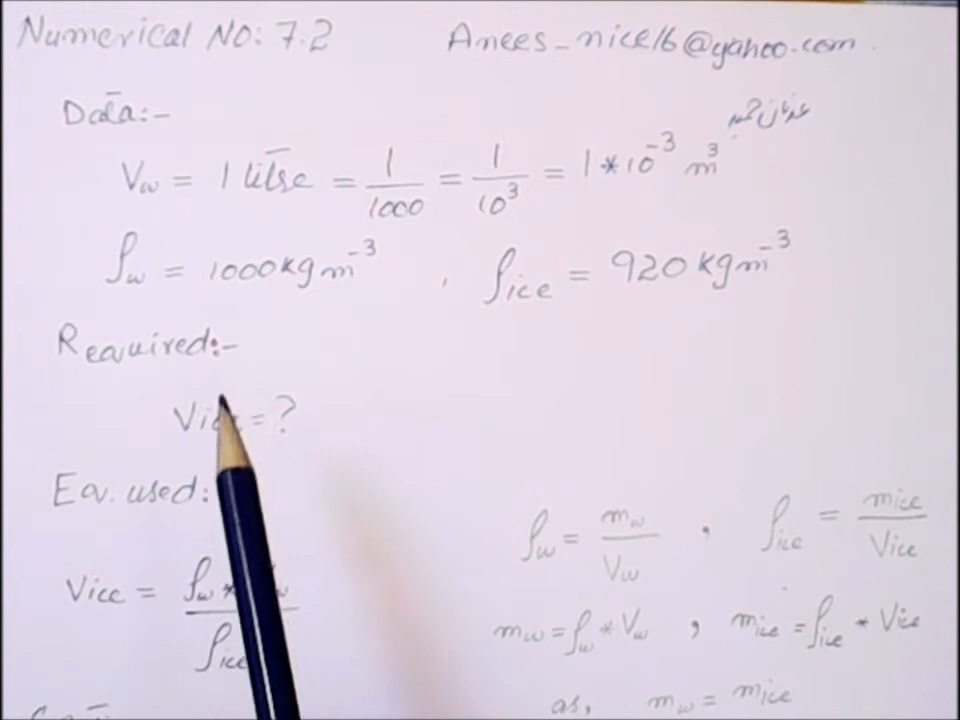 Numerical No: 7.2 Anees_nice16@yahoo.com
Data:-
Vw = 1 litre = 1/1000 = 1/10³ = 1*10⁻³ m³
ρw = 1000 kg m⁻³ , ρice = 920 kg m⁻³
Required:-
= ?
Eq. used:
Vice = ρw * / ρice
ρw = mw/Vw , ρice = mice/Vice
mw = ρw * Vw , mice = ρice * Vice
as, mw = mice